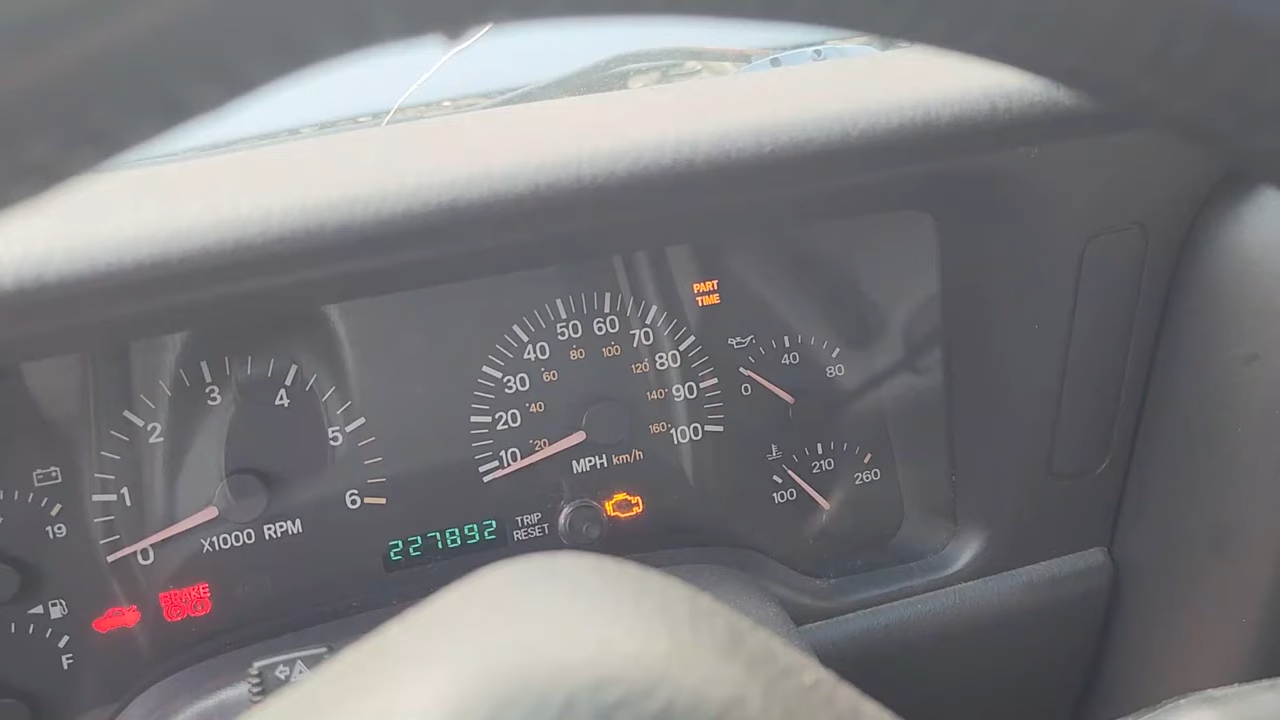 PART
TIME
50 60
40 70
80 100
30 60 120 80
20 40 140 90
10 20 160 100
MPH km/h
3 4
2 5
1 6
0
X1000 RPM
40
0 80
210
100 260
227892
TRIP
RESET
BRAKE
19
F